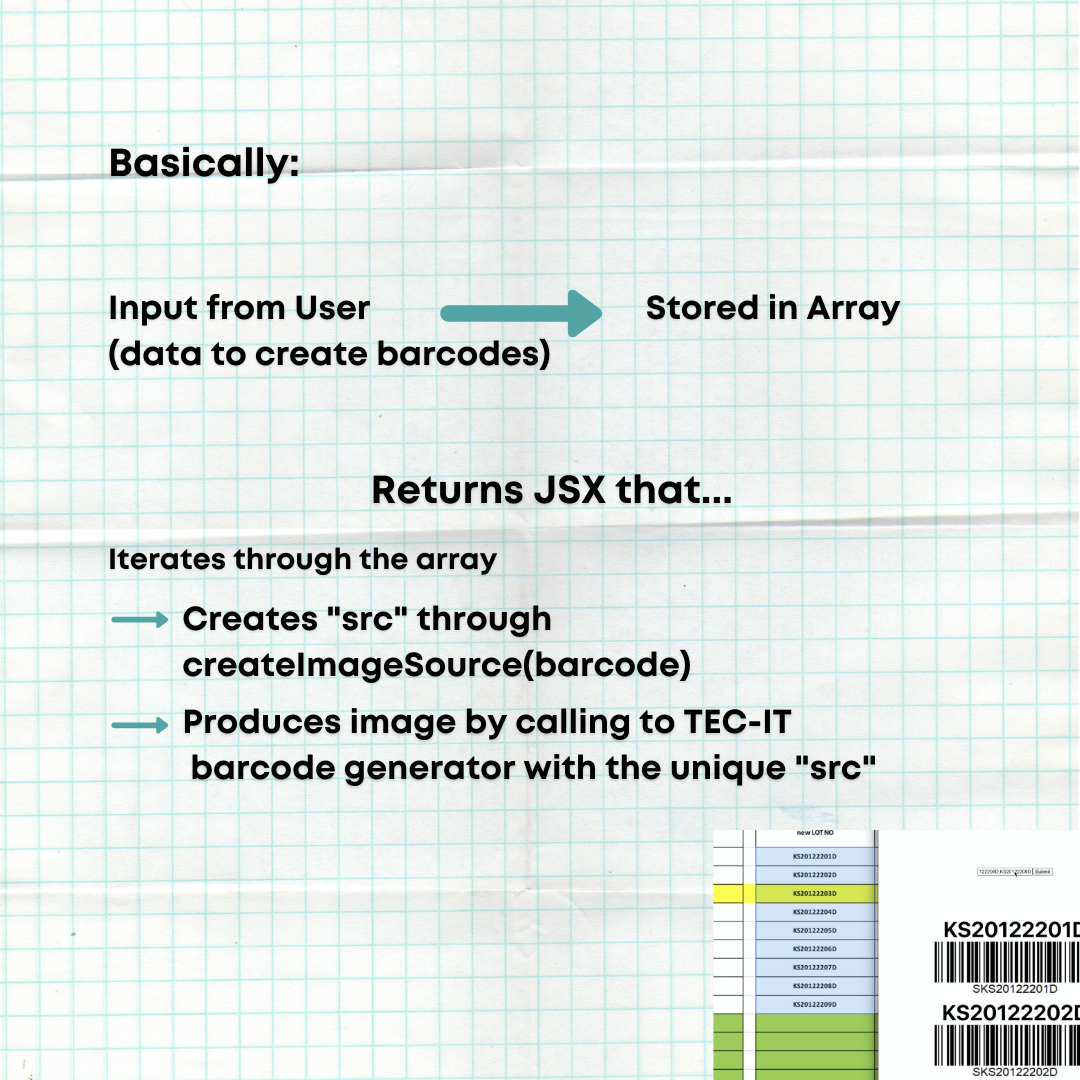 Basically:
Input from User
Stored in Array
(data to create barcodes)
Returns JSX that...
Iterates through the array
Creates "src" through
createImageSource(barcode)
Produces image by calling to TEC-IT
barcode generator with the unique "src"
new LOT NO
KS20122201D
KS20122202D
KS20122203D
KS20122204D
KS20122205D
KS20122206D
KS20122207D
KS20122208D
KS20122209D
Submit
KS20122201D
SKS20122201D
KS20122202D
SKS20122202D